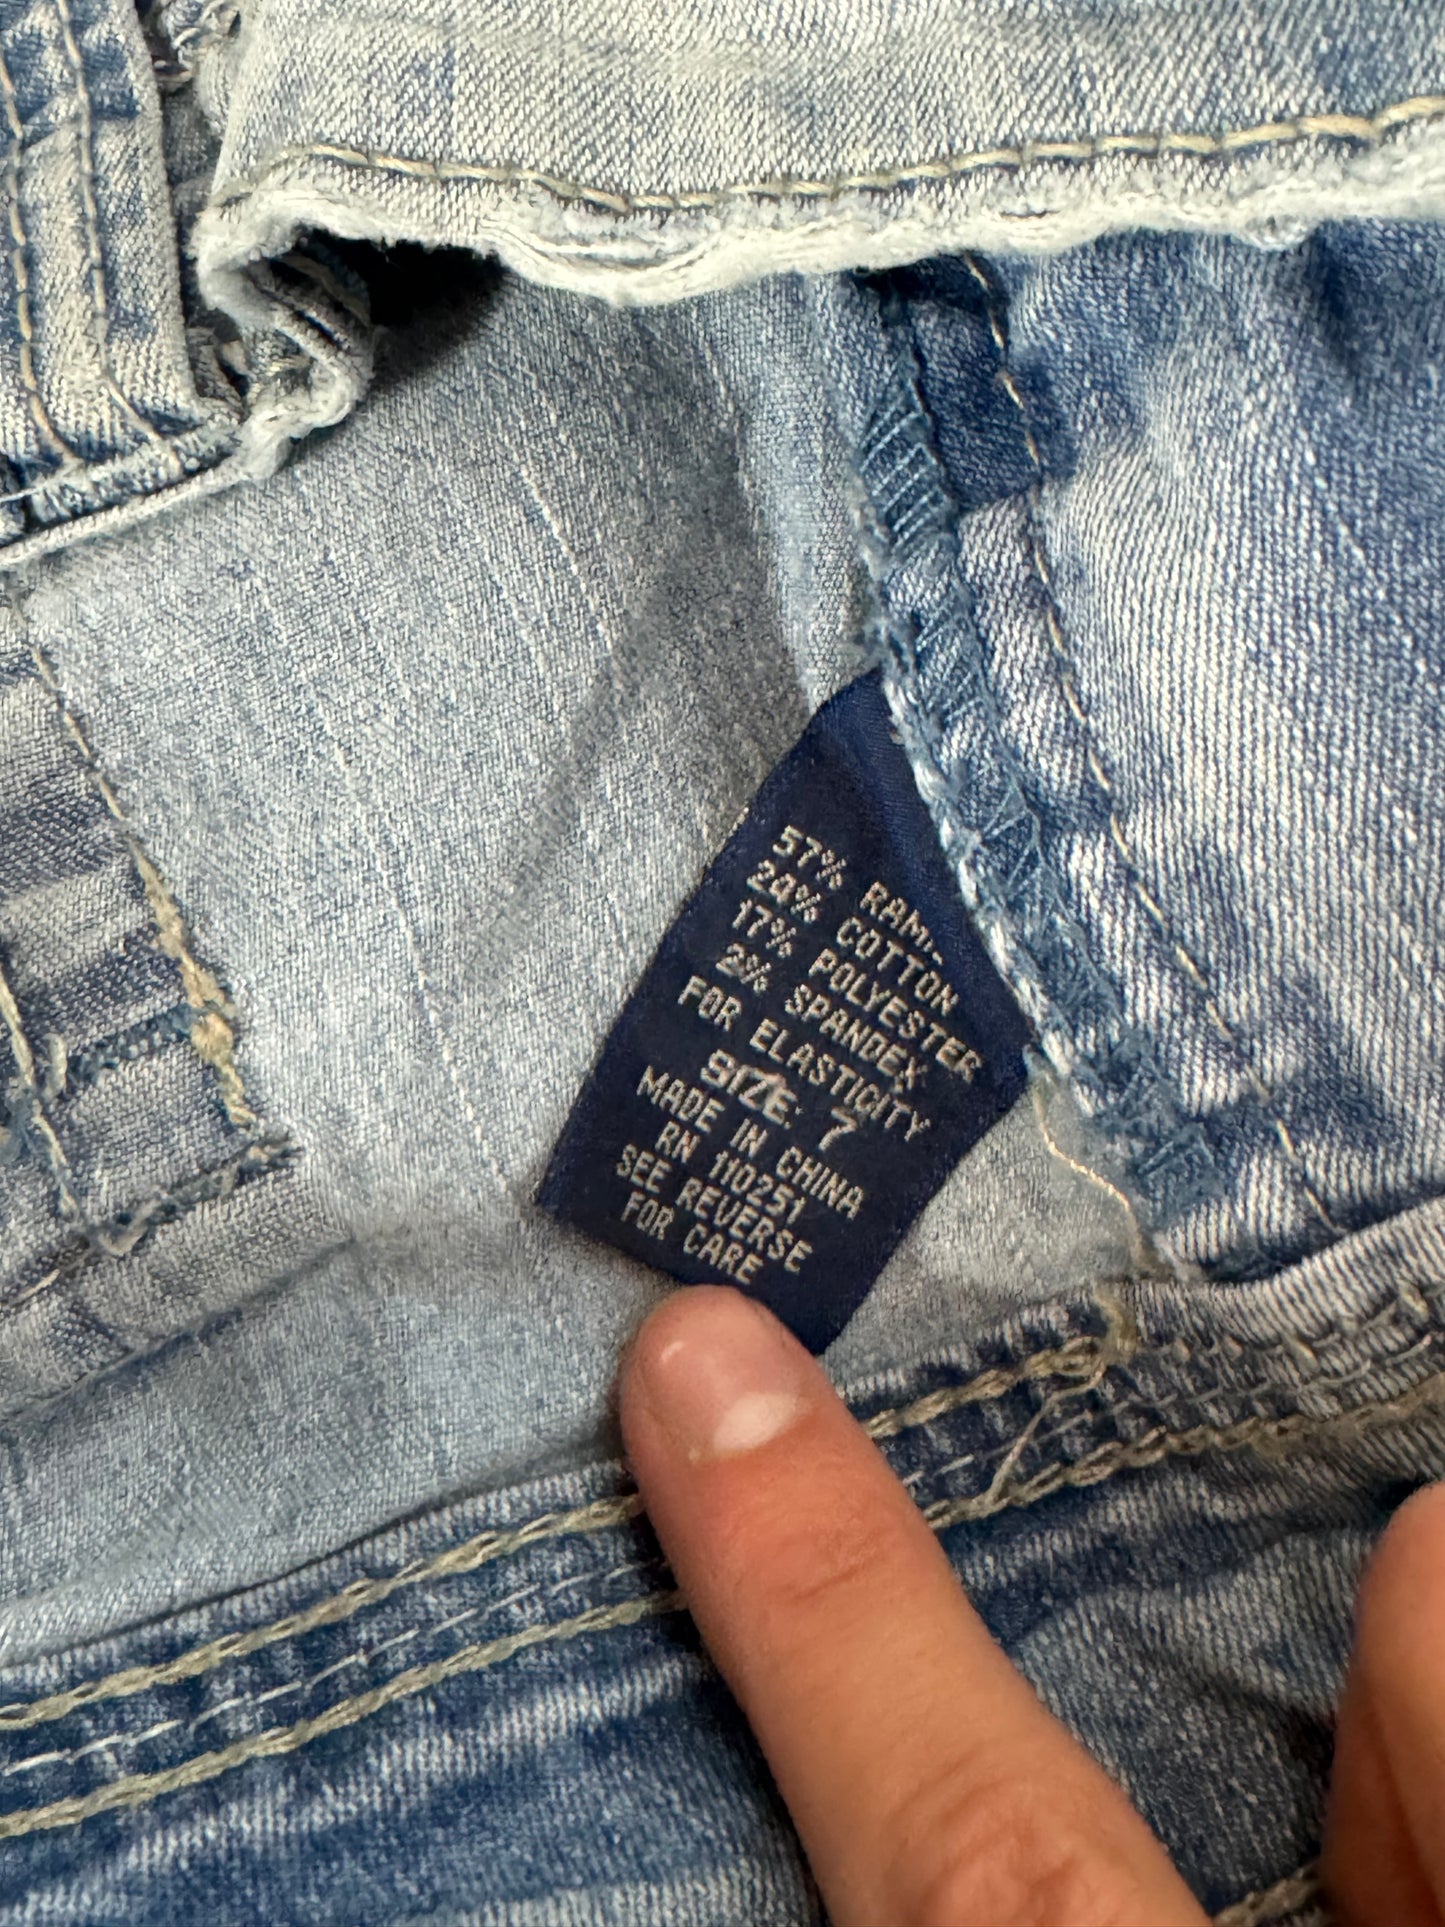 57% RAMIE
24% COTTON
17% POLYESTER
2% SPANDEX
FOR ELASTICITY
SIZE: 7
MADE IN CHINA
RN 110251
SEE REVERSE
FOR CARE